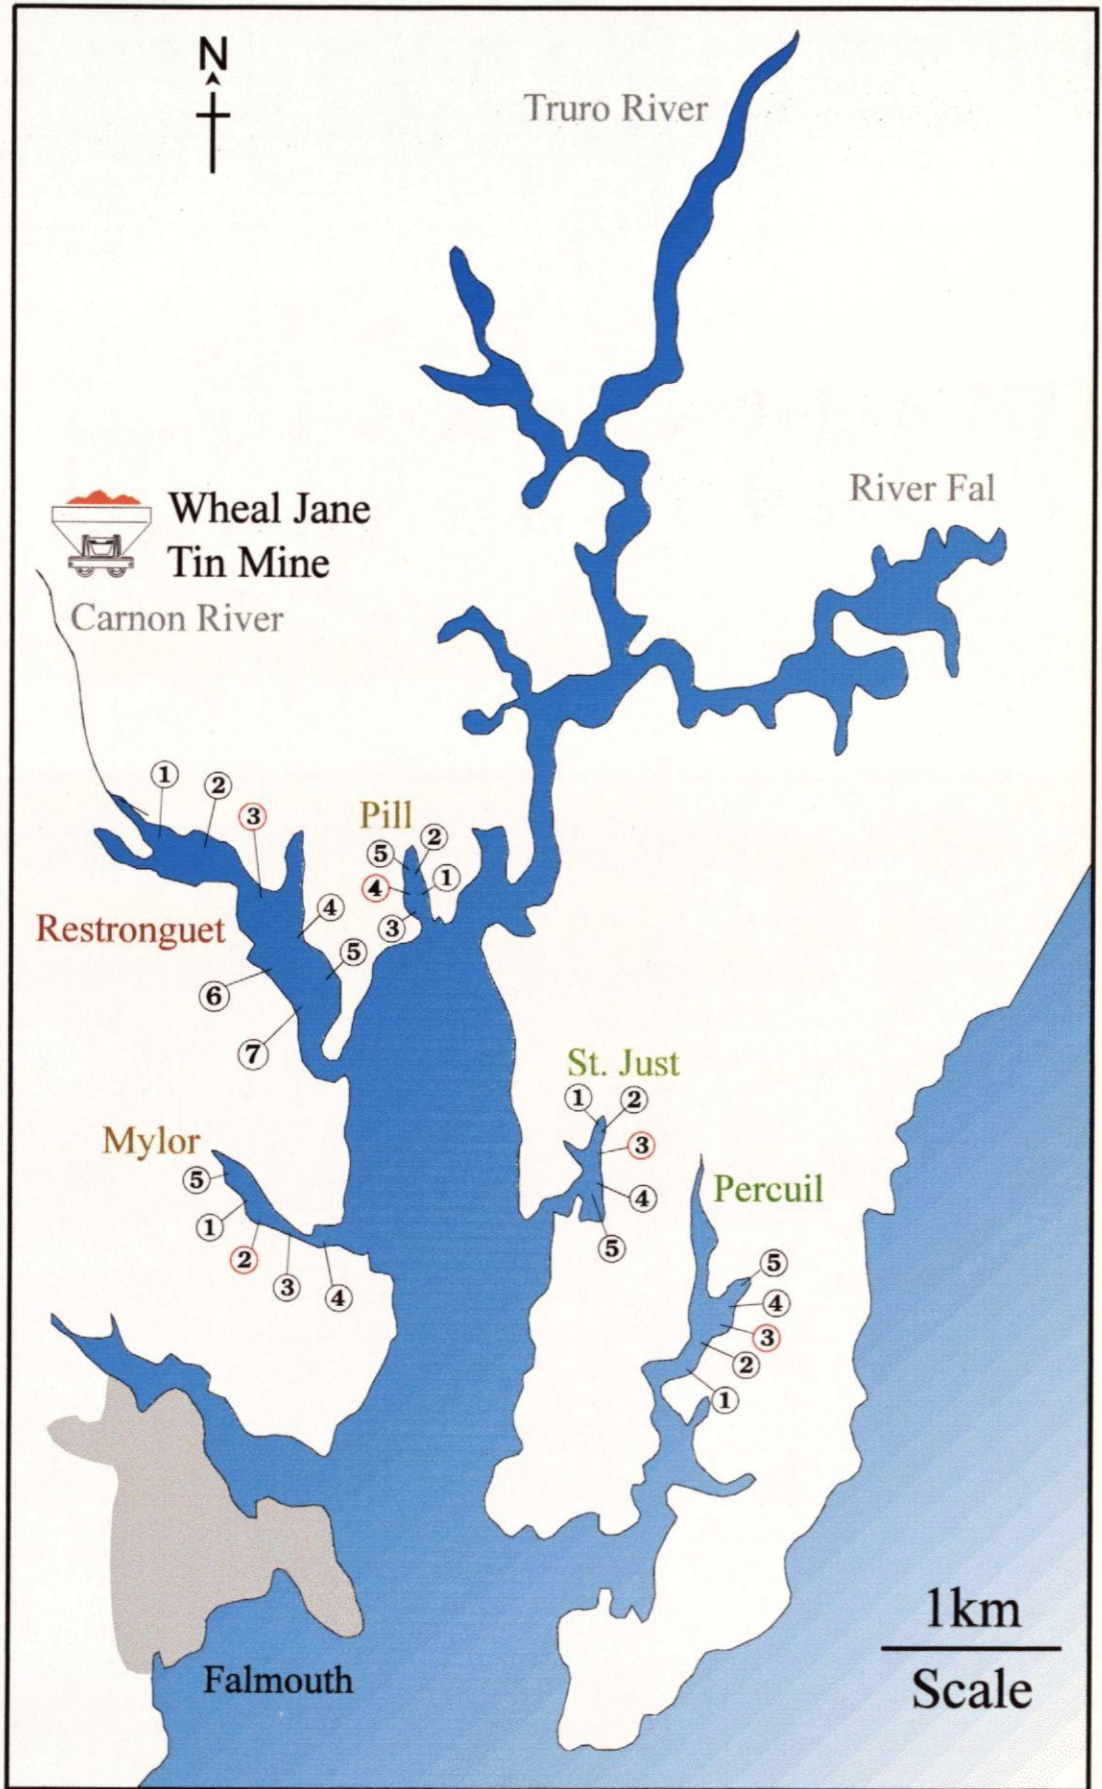 N
Truro River
River Fal
Wheal Jane
Tin Mine
Carnon River
1
2
3
Pill
5
2
4
1
3
Restronguet
4
5
6
7
St. Just
1
2
3
4
5
Mylor
5
1
2
3
4
Percuil
5
4
3
2
1
1km
Scale
Falmouth